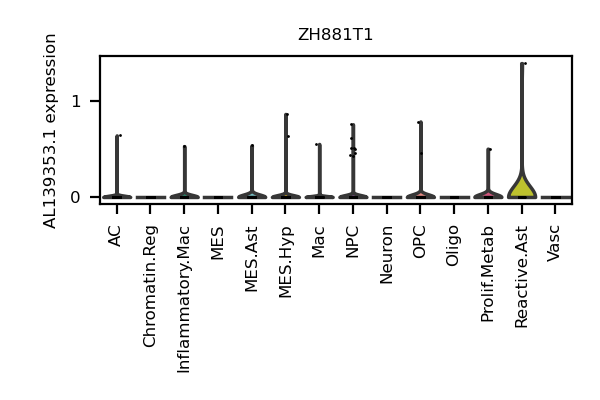 ZH881T1
AL139353.1 expression
1
0
AC
Chromatin.Reg
Inflammatory.Mac
MES
MES.Ast
MES.Hyp
Mac
NPC
Neuron
OPC
Oligo
Prolif.Metab
Reactive.Ast
Vasc